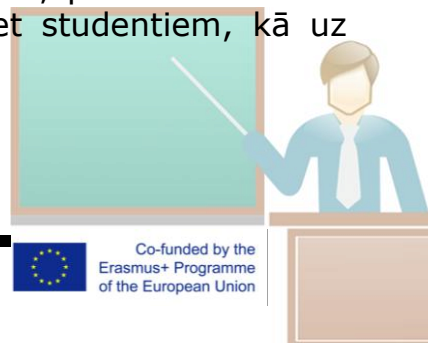 et studentiem, kā uz
Co-funded by the
Erasmus+ Programme
of the European Union